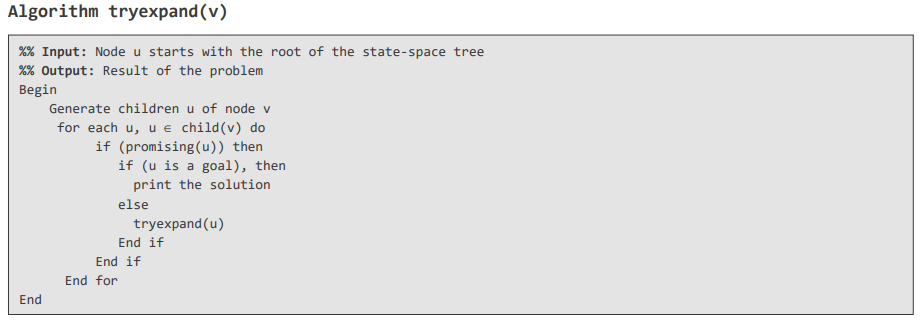 Algorithm tryexpand(v)
%% Input: Node u starts with the root of the state-space tree
%% Output: Result of the problem
Begin
Generate children u of node v
for each u, u ∈ child(v) do
if (promising(u)) then
if (u is a goal), then
print the solution
else
tryexpand(u)
End if
End if
End for
End